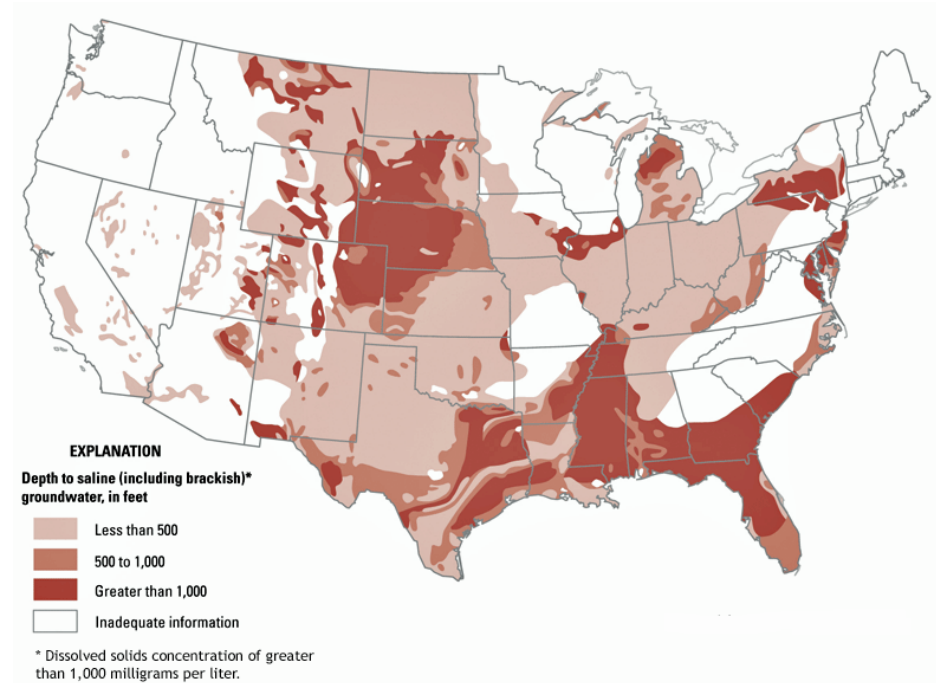 EXPLANATION
Depth to saline (including brackish)*
groundwater, in feet
Less than 500
500 to 1,000
Greater than 1,000
Inadequate information
* Dissolved solids concentration of greater
than 1,000 milligrams per liter.